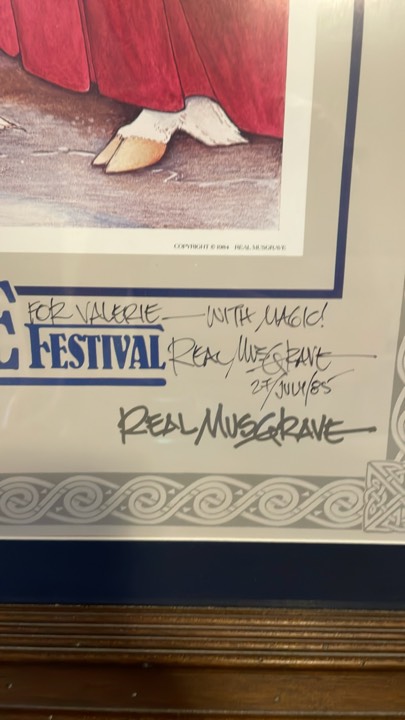 COPYRIGHT © 1984 REAL MUSGRAVE
FOR VALERIE — WITH MAGIC!
E FESTIVAL
REAL MUSGRAVE
27/JULY/85
REAL MUSGRAVE